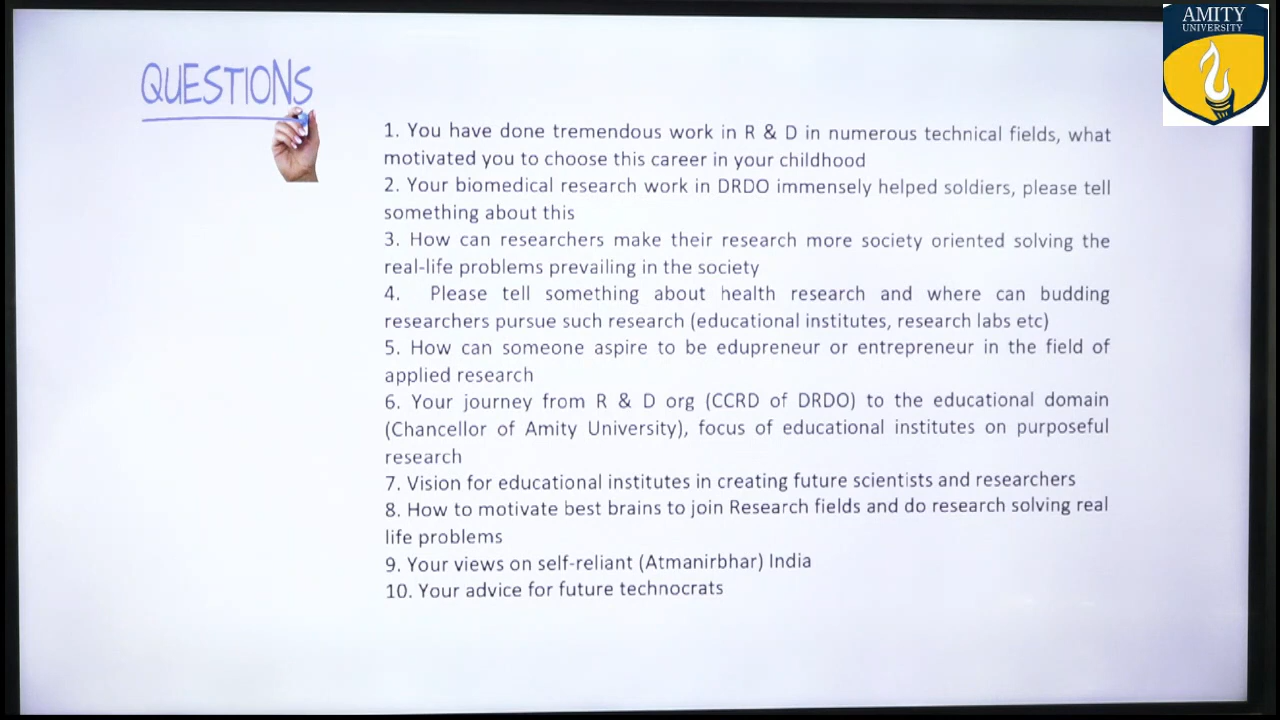 AMITY
UNIVERSITY
QUESTIONS
1. You have done tremendous work in R & D in numerous technical fields, what
motivated you to choose this career in your childhood
2. Your biomedical research work in DRDO immensely helped soldiers, please tell
something about this
3. How can researchers make their research more society oriented solving the
real-life problems prevailing in the society
4. Please tell something about health research and where can budding
researchers pursue such research (educational institutes, research labs etc)
5. How can someone aspire to be edupreneur or entrepreneur in the field of
applied research
6. Your journey from R & D org (CCRD of DRDO) to the educational domain
(Chancellor of Amity University), focus of educational institutes on purposeful
research
7. Vision for educational institutes in creating future scientists and researchers
8. How to motivate best brains to join Research fields and do research solving real
life problems
9. Your views on self-reliant (Atmanirbhar) India
10. Your advice for future technocrats